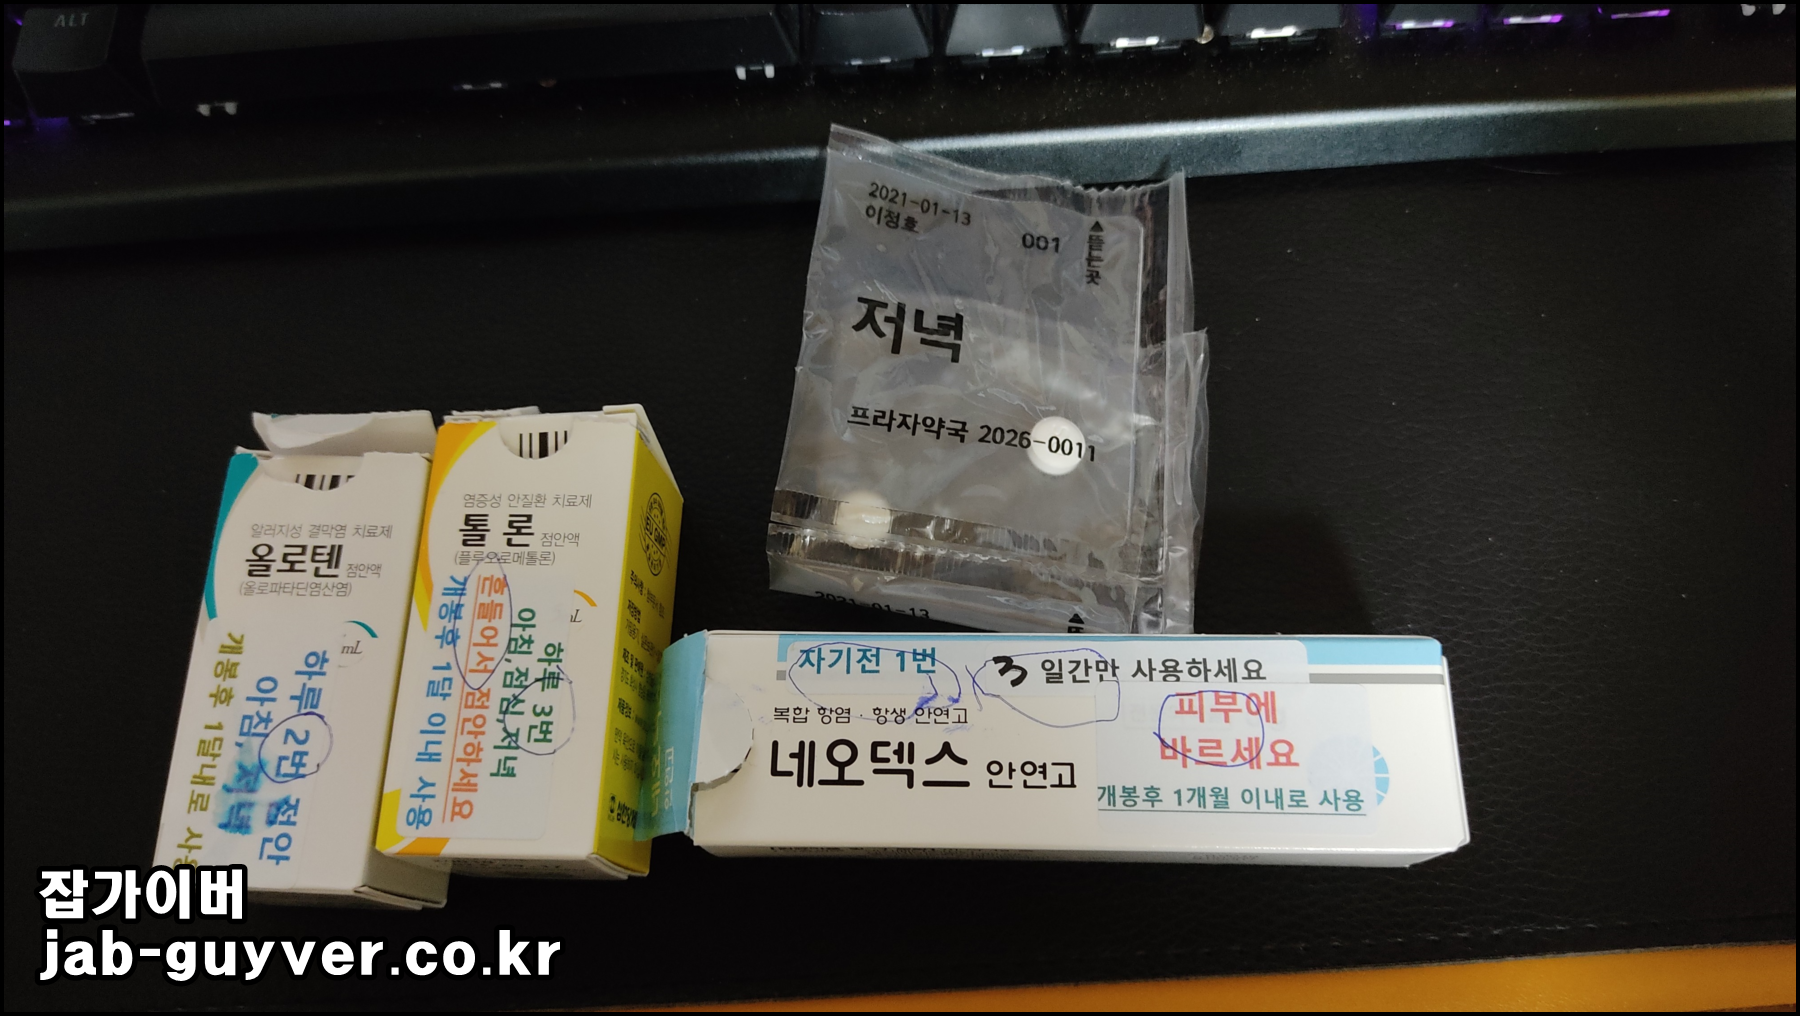 ALT
2021-01-13
이정호
001
▲뜯는곳
저녁
프라자약국 2026-0011
2021-01-13
알러지성 결막염 치료제
올로텐 점안액
(올로파타딘염산염)
mL
하루 2번 점안
아침, 저녁
개봉후 1달내로 사용
염증성 안질환 치료제
톨론 점안액
(플루오로메톨론)
하루 3번
아침,점심,저녁
흔들어서 점안하세요
개봉후 1달 이내 사용
자기전 1번
3 일간만 사용하세요
복합 항염·항생 안연고
네오덱스 안연고
피부에
바르세요
개봉후 1개월 이내로 사용
잡가이버
jab-guyver.co.kr